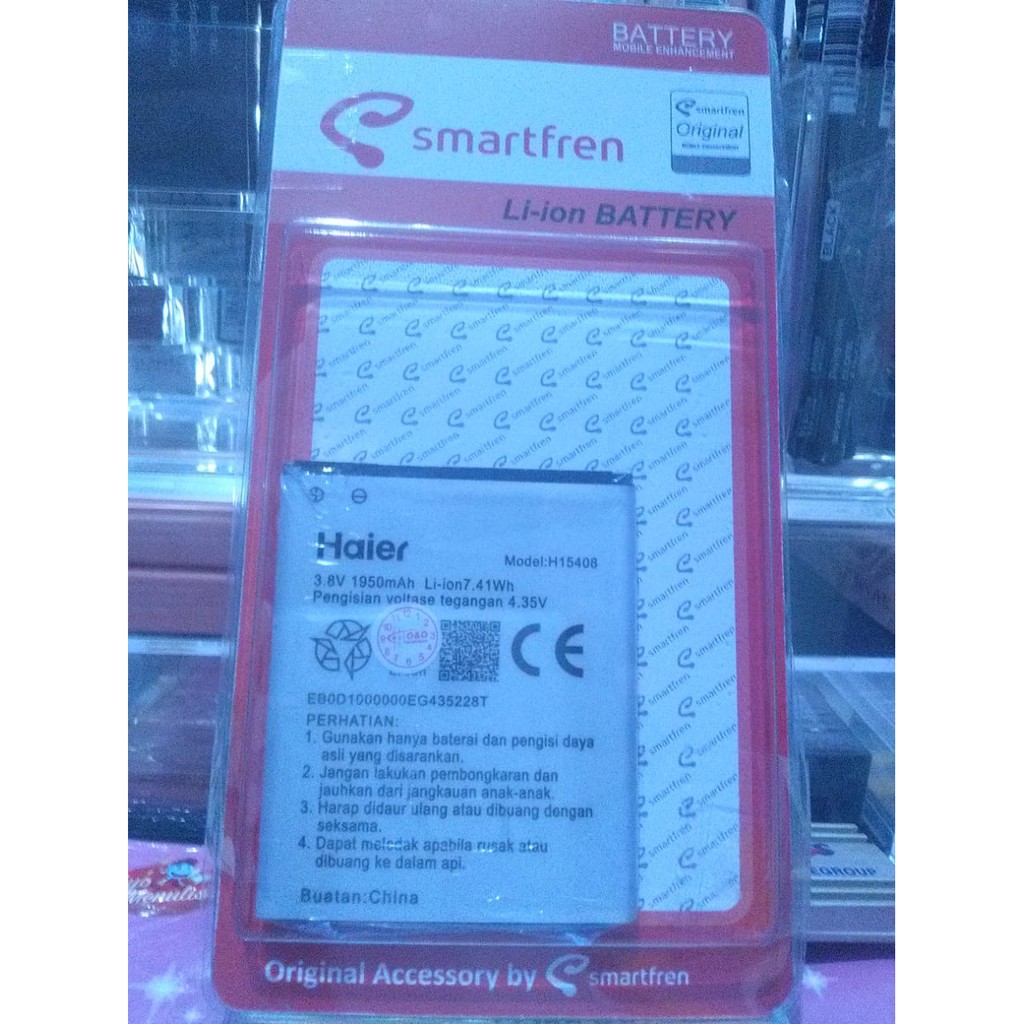 BATTERY
MOBILE ENHANCEMENT
smartfren
smartfren
Original
Li-ion BATTERY
BLACK
Haier
Model:H15408
3.8V 1950mAh Li-ion7.41Wh
Pengisian voltase tegangan 4.35V
CE
EB0D1000000EG435228T
PERHATIAN:
1. Gunakan hanya baterai dan pengisi daya
asli yang disarankan.
2. Jangan lakukan pembongkaran dan
jauhkan dari jangkauan anak-anak.
3. Harap didaur ulang atau dibuang dengan
seksama.
4. Dapat meledak apabila rusak atau
dibuang ke dalam api.
Buatan:China
EGROUP
Original Accessory by smartfren